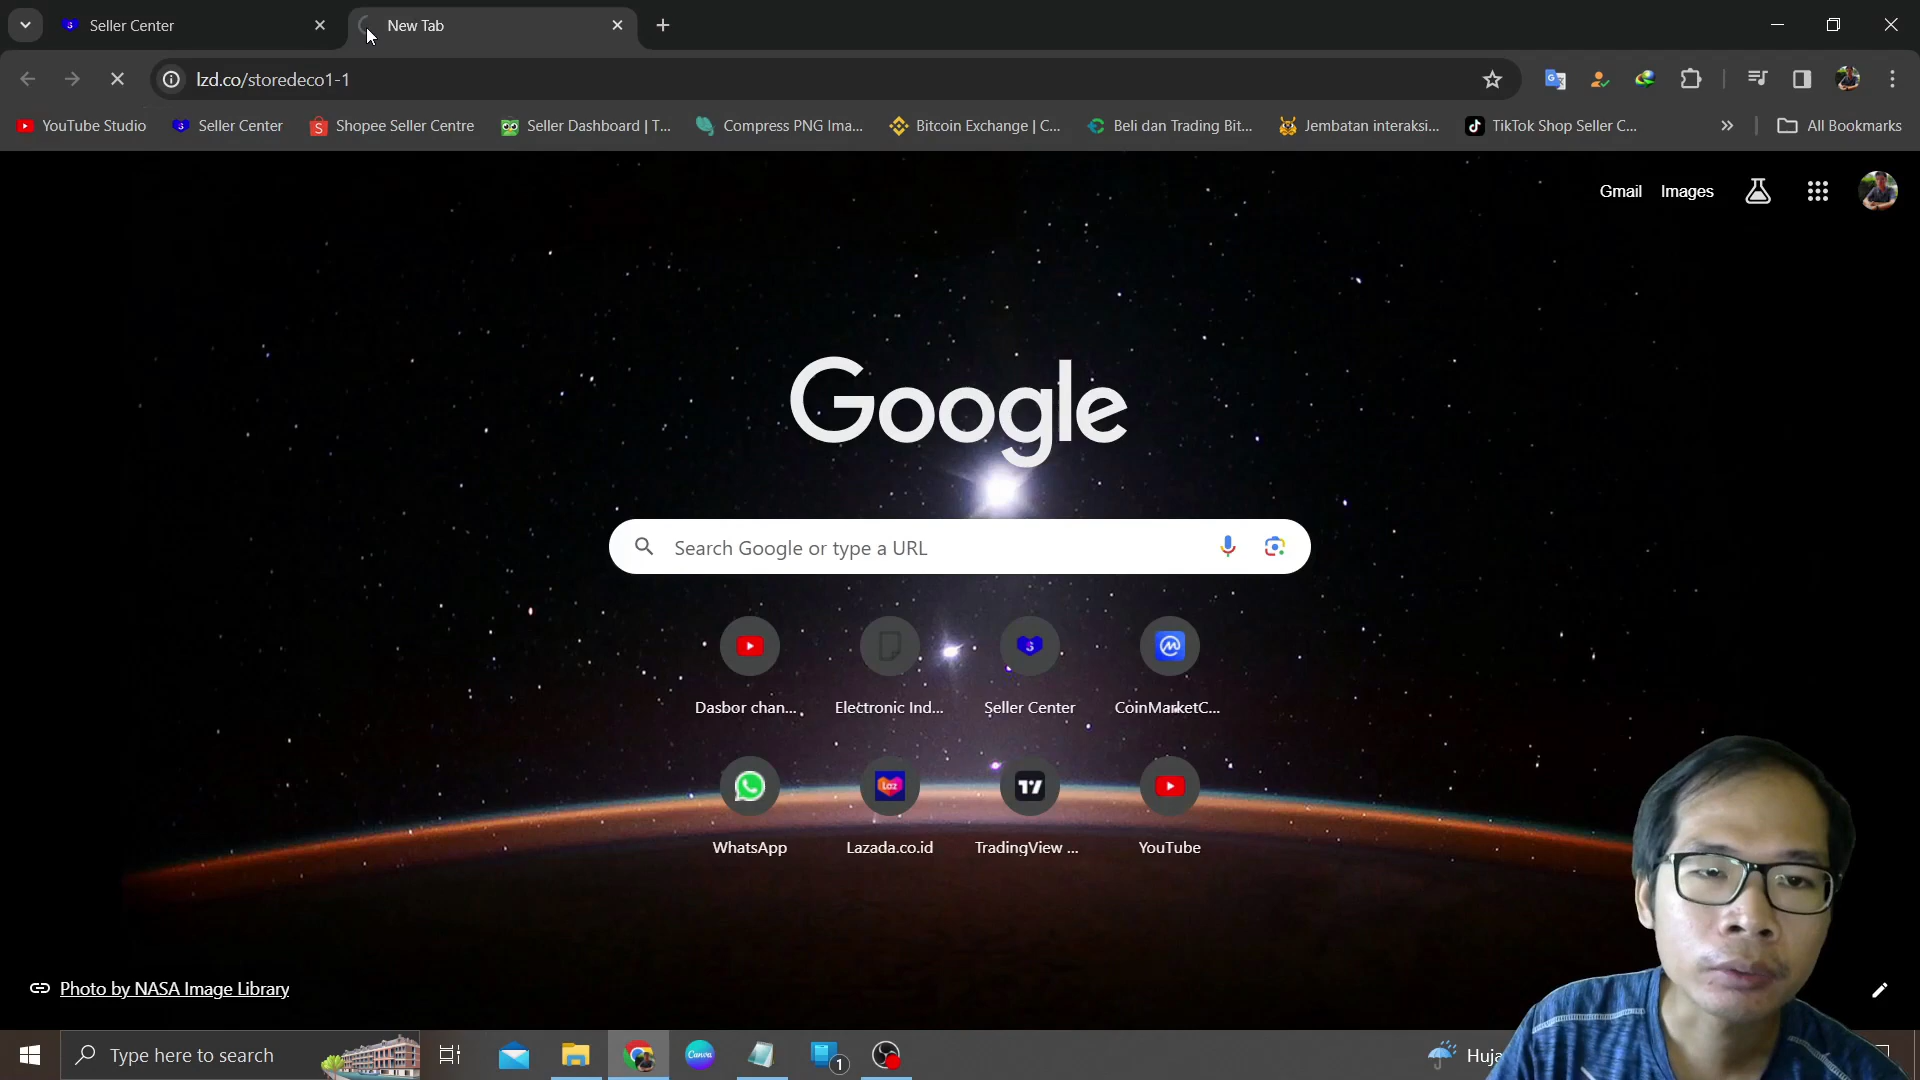 Seller Center
New Tab
lzd.co/storedeco1-1
YouTube Studio
Seller Center
Shopee Seller Centre
Seller Dashboard | T...
Compress PNG Ima...
Bitcoin Exchange | C...
Beli dan Trading Bit...
Jembatan interaksi...
TikTok Shop Seller C...
All Bookmarks
Gmail
Images
Google
Search Google or type a URL
Dasbor chan...
Electronic Ind...
Seller Center
CoinMarketC...
Laz
WhatsApp
Lazada.co.id
TradingView ...
YouTube
Photo by NASA Image Library
Type here to search
Canva
1